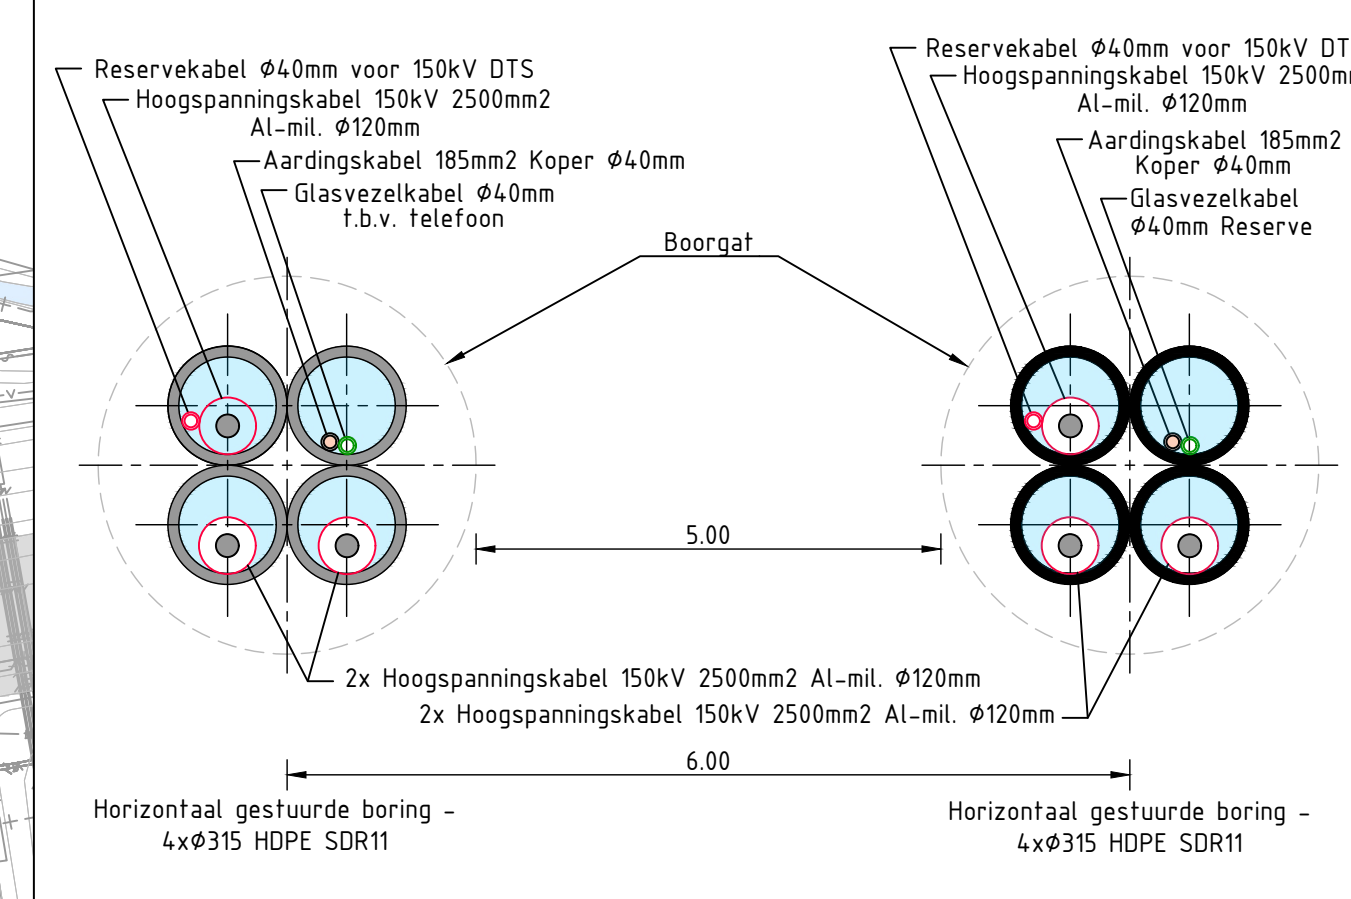 Reservekabel Ø40mm voor 150kV DTS
Hoogspanningskabel 150kV 2500mm2
Al-mil. Ø120mm
Aardingskabel 185mm2 Koper Ø40mm
Glasvezelkabel Ø40mm
t.b.v. telefoon
Boorgat
Reservekabel Ø40mm voor 150kV DT
Hoogspanningskabel 150kV 2500m
Al-mil. Ø120mm
Aardingskabel 185mm2
Koper Ø40mm
Glasvezelkabel
Ø40mm Reserve
5.00
2x Hoogspanningskabel 150kV 2500mm2 Al-mil. Ø120mm
2x Hoogspanningskabel 150kV 2500mm2 Al-mil. Ø120mm
6.00
Horizontaal gestuurde boring -
4xØ315 HDPE SDR11
Horizontaal gestuurde boring -
4xØ315 HDPE SDR11